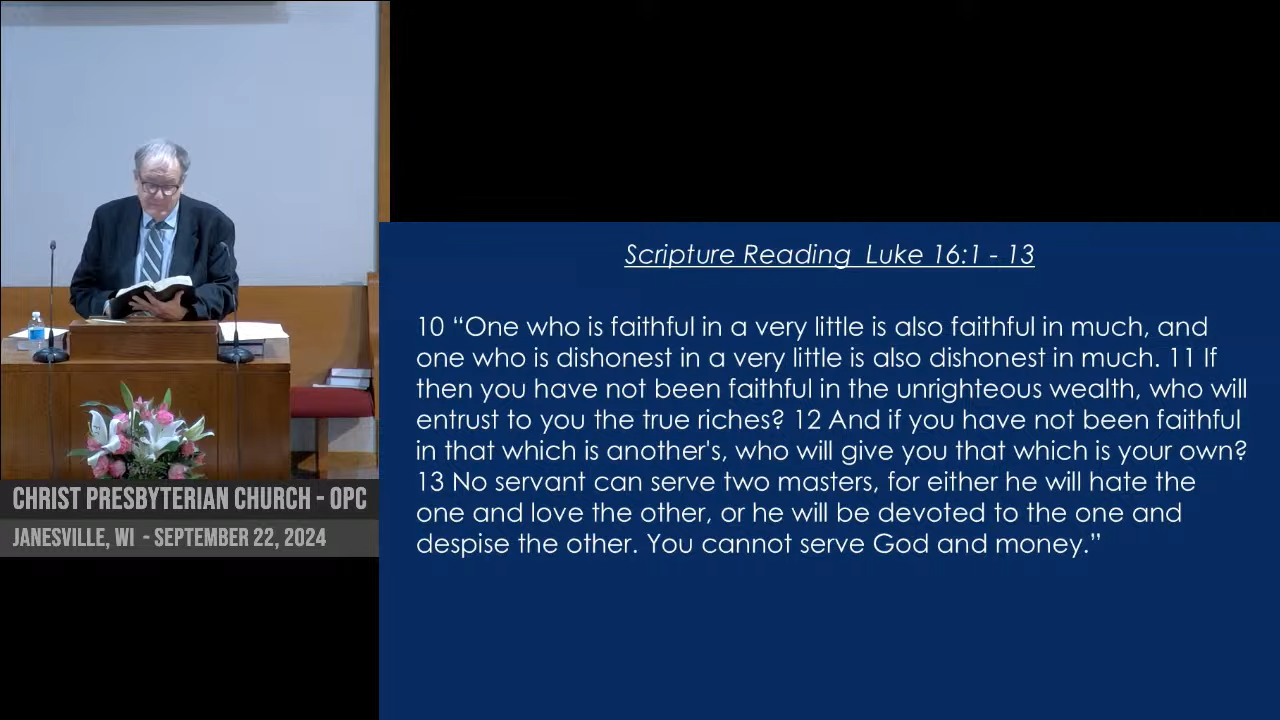 Scripture Reading  Luke 16:1 - 13
10 “One who is faithful in a very little is also faithful in much, and
one who is dishonest in a very little is also dishonest in much. 11 If
then you have not been faithful in the unrighteous wealth, who will
entrust to you the true riches? 12 And if you have not been faithful
in that which is another's, who will give you that which is your own?
13 No servant can serve two masters, for either he will hate the
one and love the other, or he will be devoted to the one and
despise the other. You cannot serve God and money.”
CHRIST PRESBYTERIAN CHURCH - OPC
JANESVILLE, WI - SEPTEMBER 22, 2024